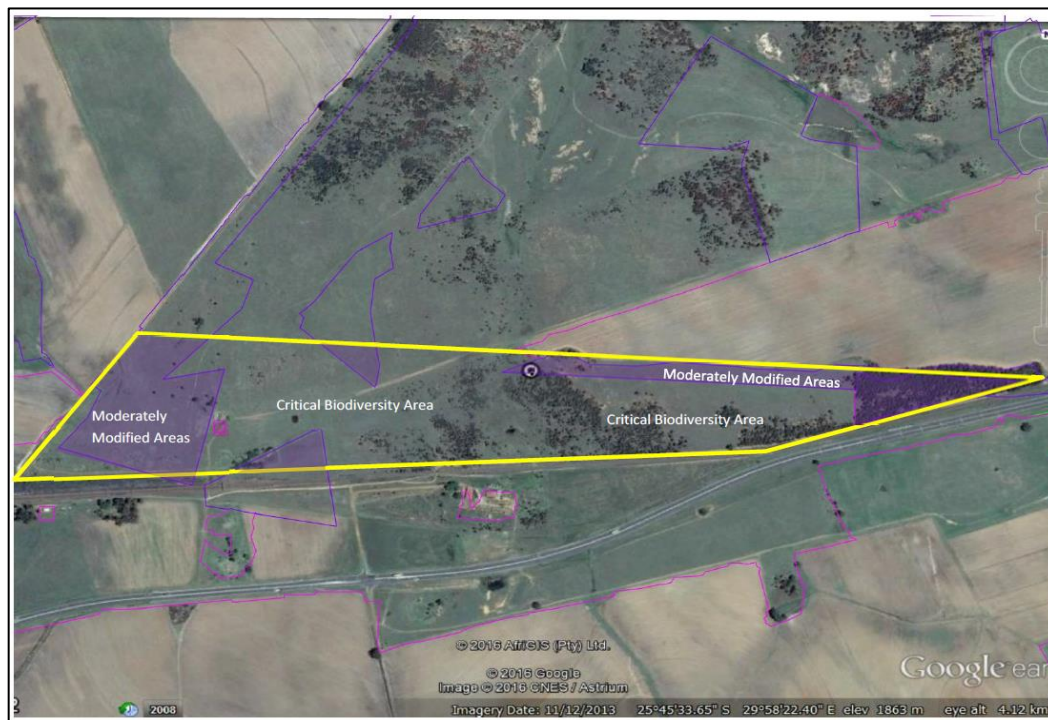 Moderately Modified Areas
Critical Biodiversity Area
Moderately
Modified Areas
Critical Biodiversity Area
© 2016 AfriGIS (Pty) Ltd.
© 2016 Google
Image © 2016 CNES / Astrium
Google ear
2008
Imagery Date: 11/12/2013 25°45'33.65" S 29°58'22.40" E elev 1863 m eye alt 4.12 km